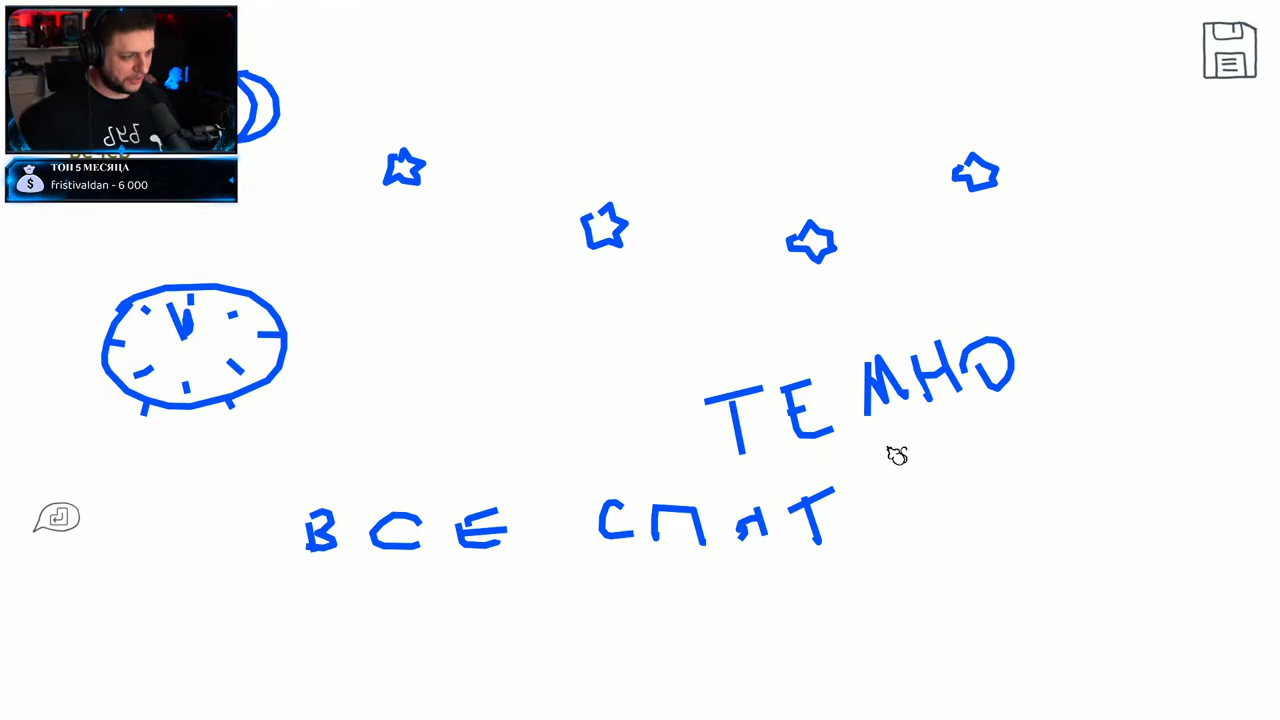 ТОП 5 МЕСЯЦА
fristivaldan - 6 000
ТЕМНО
ВСЕ СПЯТ